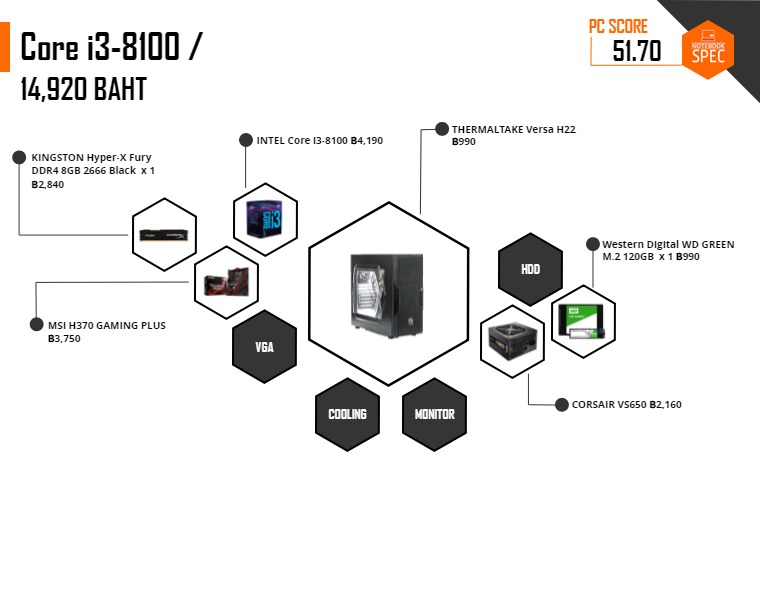 Core i3-8100 /
14,920 BAHT
PC SCORE
51.70
NOTEBOOK
SPEC
KINGSTON Hyper-X Fury
DDR4 8GB 2666 Black x 1
฿2,840
INTEL Core I3-8100 ฿4,190
THERMALTAKE Versa H22
฿990
Western Digital WD GREEN
M.2 120GB x 1 ฿990
HDD
MSI H370 GAMING PLUS
฿3,750
VGA
COOLING
MONITOR
CORSAIR VS650 ฿2,160